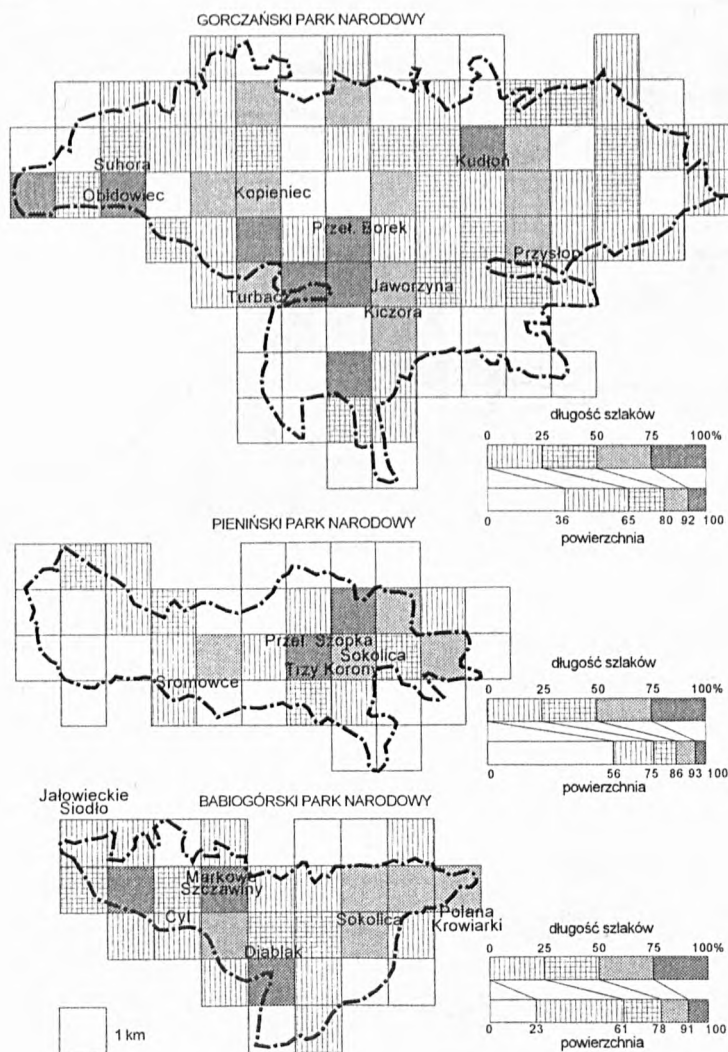 GORCZAŃSKI PARK NARODOWY
Suhora
Kudłoń
Obidowiec
Kopieniec
Przeł. Borek
Przysłop
Turbacz
Jaworzyna
Kiczora
długość szlaków
0 25 50 75 100%
0 36 65 80 92 100
powierzchnia
PIENIŃSKI PARK NARODOWY
Przeł. Szopka
Sokolica
Trzy Korony
Sromowce
długość szlaków
0 25 50 75 100%
0 56 75 86 93 100
powierzchnia
BABIOGÓRSKI PARK NARODOWY
Jałowieckie
Siodło
Markowe
Szczawiny
Cyl
Sokolica
Polana
Krowiarki
Diablak
długość szlaków
0 25 50 75 100%
0 23 61 78 91 100
powierzchnia
1 km